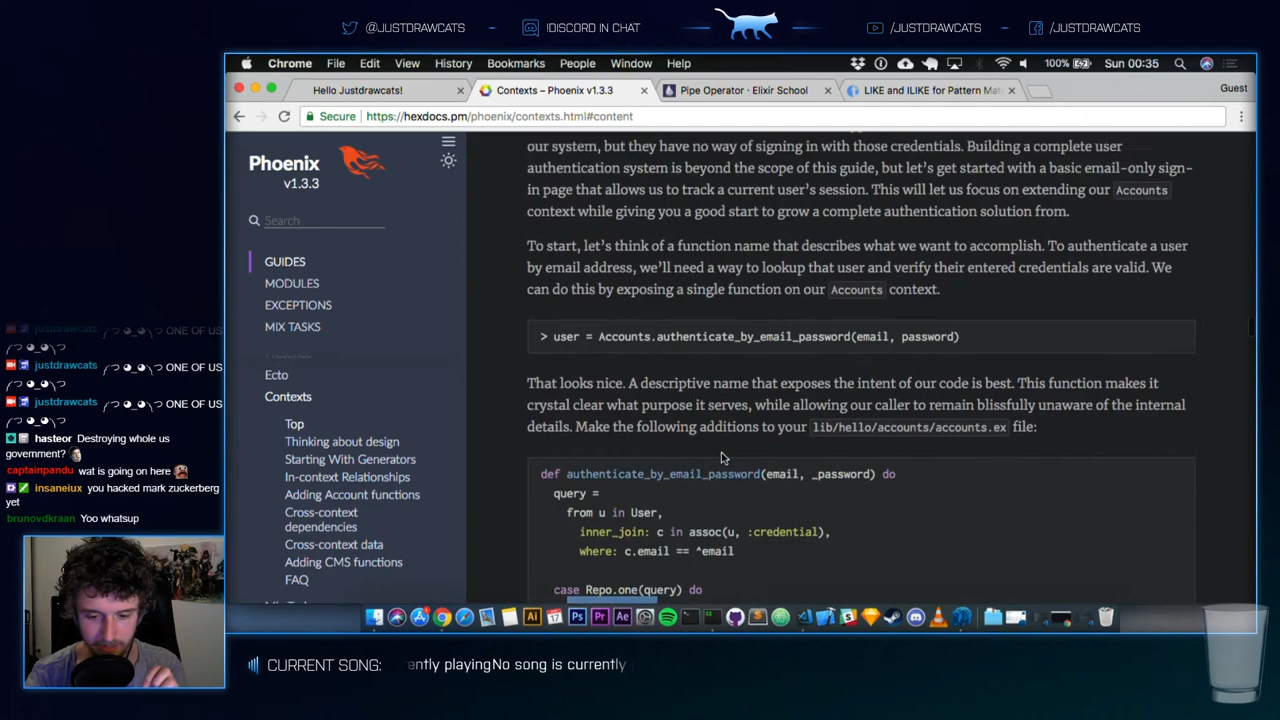 @JUSTDRAWCATS
!DISCORD IN CHAT
/JUSTDRAWCATS
/JUSTDRAWCATS
Chrome File Edit View History Bookmarks People Window Help
100%
Sun 00:35
Hello Justdrawcats!
Contexts – Phoenix v1.3.3
Pipe Operator - Elixir School
LIKE and ILIKE for Pattern Mat
Guest
Secure
https://hexdocs.pm/phoenix/contexts.html#content
Phoenix
v1.3.3
Search
GUIDES
MODULES
EXCEPTIONS
MIX TASKS
Presence
Ecto
Contexts
Top
Thinking about design
Starting With Generators
In-context Relationships
Adding Account functions
Cross-context
dependencies
Cross-context data
Adding CMS functions
FAQ
our system, but they have no way of signing in with those credentials. Building a complete user
authentication system is beyond the scope of this guide, but let's get started with a basic email-only sign-
in page that allows us to track a current user's session. This will let us focus on extending our Accounts
context while giving you a good start to grow a complete authentication solution from.
To start, let's think of a function name that describes what we want to accomplish. To authenticate a user
by email address, we'll need a way to lookup that user and verify their entered credentials are valid. We
can do this by exposing a single function on our Accounts context.
> user = Accounts.authenticate_by_email_password(email, password)
That looks nice. A descriptive name that exposes the intent of our code is best. This function makes it
crystal clear what purpose it serves, while allowing our caller to remain blissfully unaware of the internal
details. Make the following additions to your lib/hello/accounts/accounts.ex file:
def authenticate_by_email_password(email, _password) do
query =
from u in User,
inner_join: c in assoc(u, :credential),
where: c.email == ^email
case Repo.one(query) do
justdrawcats ONE OF US
justdrawcats ONE OF US
justdrawcats ONE OF US
hasteor Destroying whole us
government?
captainpandu wat is going on here
insaneiux you hacked mark zuckerberg
yet
brunovdkraan Yoo whatsup
CURRENT SONG:
ently playingNo song is currently